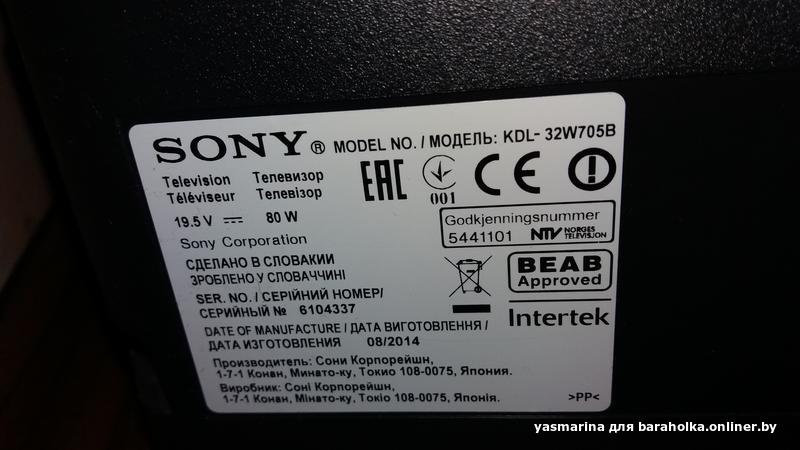 SONY® MODEL NO. / МОДЕЛЬ: KDL- 32W705B
Television Телевизор
Téléviseur Телевізор
19.5 V 80 W
Sony Corporation
EAC
001
CE
Godkjenningsnummer
5441101 NTV NORGES TELEVISJON
СДЕЛАНО В СЛОВАКИИ
ЗРОБЛЕНО У СЛОВАЧЧИНІ
BEAB
Approved
Intertek
SER. NO. / СЕРІЙНИЙ НОМЕР/
СЕРИЙНЫЙ № 6104337
DATE OF MANUFACTURE / ДАТА ВИГОТОВЛЕННЯ /
ДАТА ИЗГОТОВЛЕНИЯ 08/2014
Производитель: Сони Корпорейшн,
1-7-1 Конан, Минато-ку, Токио 108-0075, Япония.
Виробник: Соні Корпорейшн,
1-7-1 Конан, Мінато-ку, Токіо 108-0075, Японія.
>PP<
yasmarina для baraholka.onliner.by